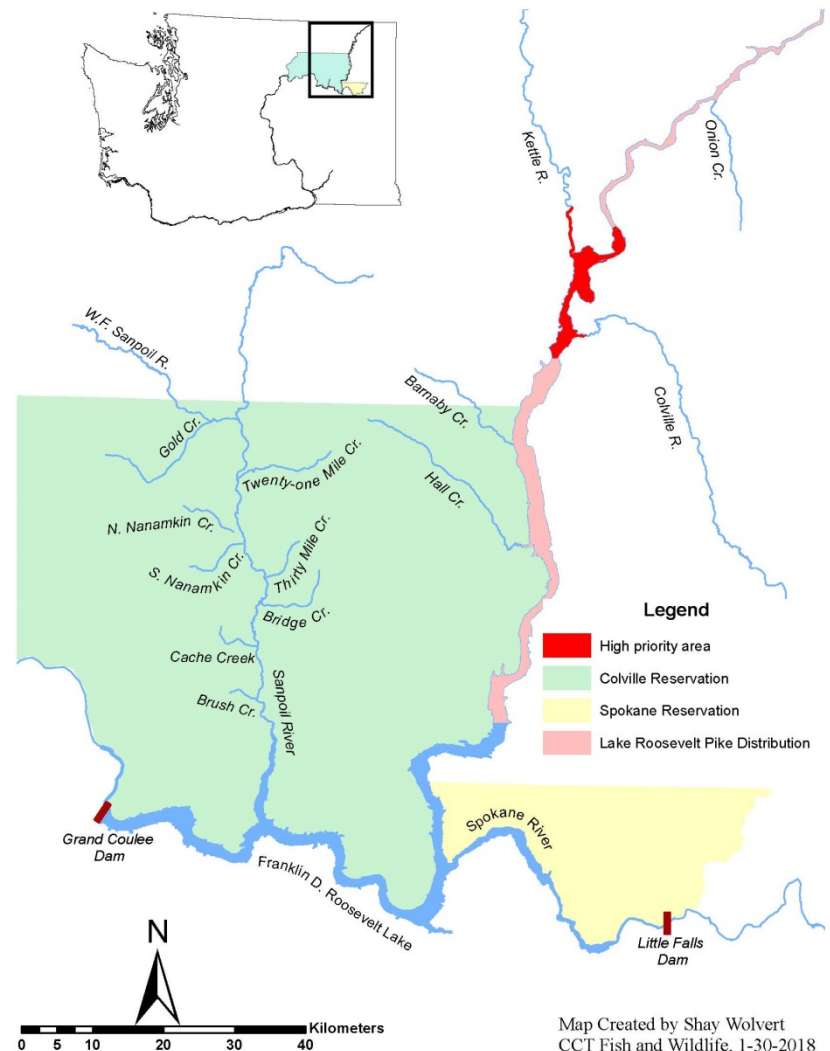 Kettle R.
Onion Cr.
W.F. Sanpoil R.
Gold Cr.
Barnaby Cr.
Colville R.
Twenty-one Mile Cr.
Hall Cr.
N. Nanamkin Cr.
Thirty Mile Cr.
S. Nanamkin Cr.
Bridge Cr.
Cache Creek
Brush Cr.
Sanpoil River
Legend
High priority area
Colville Reservation
Spokane Reservation
Lake Roosevelt Pike Distribution
Grand Coulee
Dam
Franklin D. Roosevelt Lake
Spokane River
Little Falls
Dam
N
Kilometers
0 5 10 20 30 40
Map Created by Shay Wolvert
CCT Fish and Wildlife, 1-30-2018